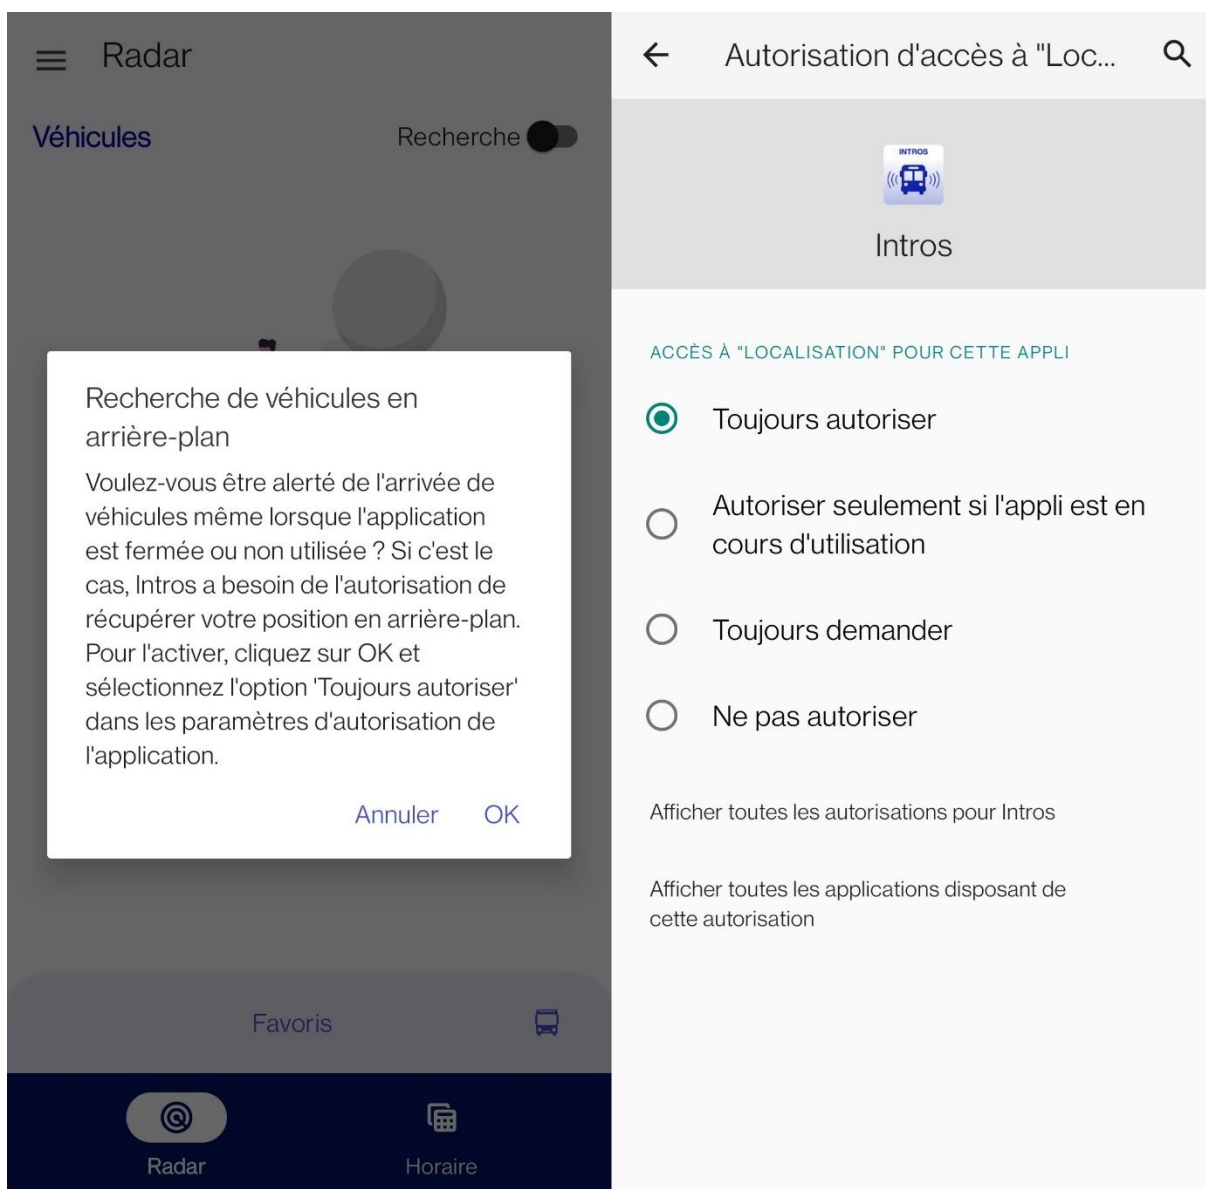 Radar
Véhicules
Recherche
Recherche de véhicules en
arrière-plan
Voulez-vous être alerté de l'arrivée de
véhicules même lorsque l'application
est fermée ou non utilisée ? Si c'est le
cas, Intros a besoin de l'autorisation de
récupérer votre position en arrière-plan.
Pour l'activer, cliquez sur OK et
sélectionnez l'option 'Toujours autoriser'
dans les paramètres d'autorisation de
l'application.
Annuler OK
Favoris
Radar
Horaire
Autorisation d'accès à "Loc...
INTROS
Intros
ACCÈS À "LOCALISATION" POUR CETTE APPLI
Toujours autoriser
Autoriser seulement si l'appli est en
cours d'utilisation
Toujours demander
Ne pas autoriser
Afficher toutes les autorisations pour Intros
Afficher toutes les applications disposant de
cette autorisation